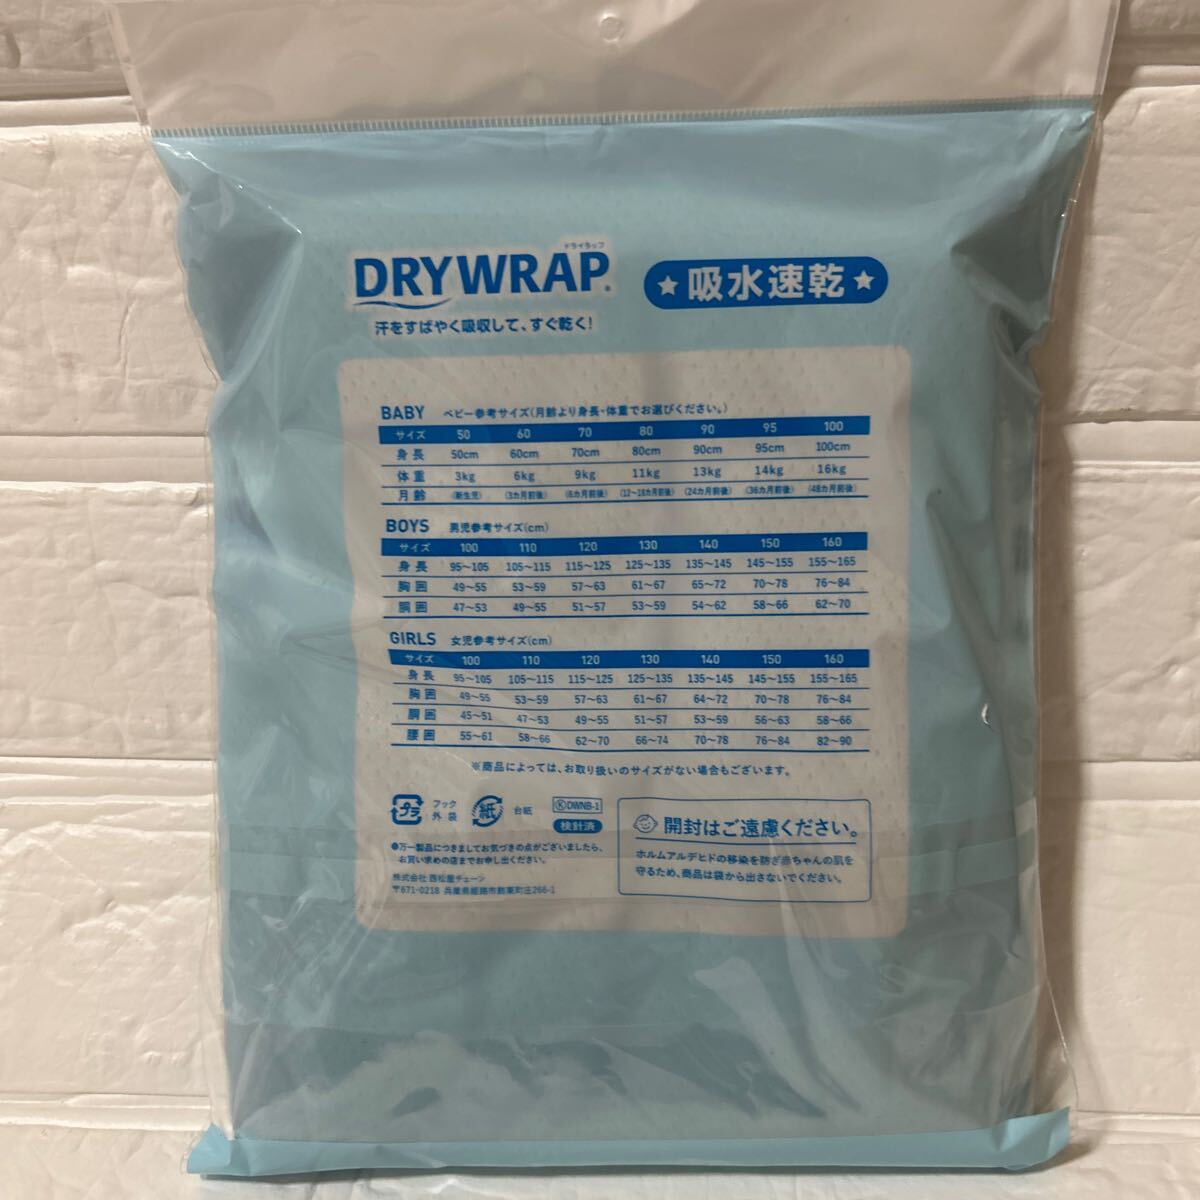 ドライラップ
DRYWRAP.
★吸水速乾★
汗をすばやく吸収して、すぐ乾く!
BABY ベビー参考サイズ(月齢より身長・体重でお選びください。)
サイズ 50 60 70 80 90 95 100
身長 50cm 60cm 70cm 80cm 90cm 95cm 100cm
体重 3kg 6kg 9kg 11kg 13kg 14kg 16kg
月齢 (新生児) (3カ月前後) (6カ月前後) (12〜18カ月前後) (24カ月前後) (36カ月前後) (48カ月前後)
BOYS 男児参考サイズ(cm)
サイズ 100 110 120 130 140 150 160
身長 95〜105 105〜115 115〜125 125〜135 135〜145 145〜155 155〜165
胸囲 49〜55 53〜59 57〜63 61〜67 65〜72 70〜78 76〜84
胴囲 47〜53 49〜55 51〜57 53〜59 54〜62 58〜66 62〜70
GIRLS 女児参考サイズ(cm)
サイズ 100 110 120 130 140 150 160
身長 95〜105 105〜115 115〜125 125〜135 135〜145 145〜155 155〜165
胸囲 49〜55 53〜59 57〜63 61〜67 64〜72 70〜78 76〜84
胴囲 45〜51 47〜53 49〜55 51〜57 53〜59 56〜63 58〜66
腰囲 55〜61 58〜66 62〜70 66〜74 70〜78 76〜84 82〜90
※商品によっては、お取り扱いのサイズがない場合もございます。
プラ フック 外袋
紙 台紙
Ⓚ DWNB-1
検針済
●万一製品につきましてお気づきの点がございましたら、
お買い求めの店までお申し出ください。
株式会社 西松屋チェーン
〒671-0218 兵庫県姫路市飾東町庄266-1
開封はご遠慮ください。
ホルムアルデヒドの移染を防ぎ赤ちゃんの肌を
守るため、商品は袋から出さないでください。